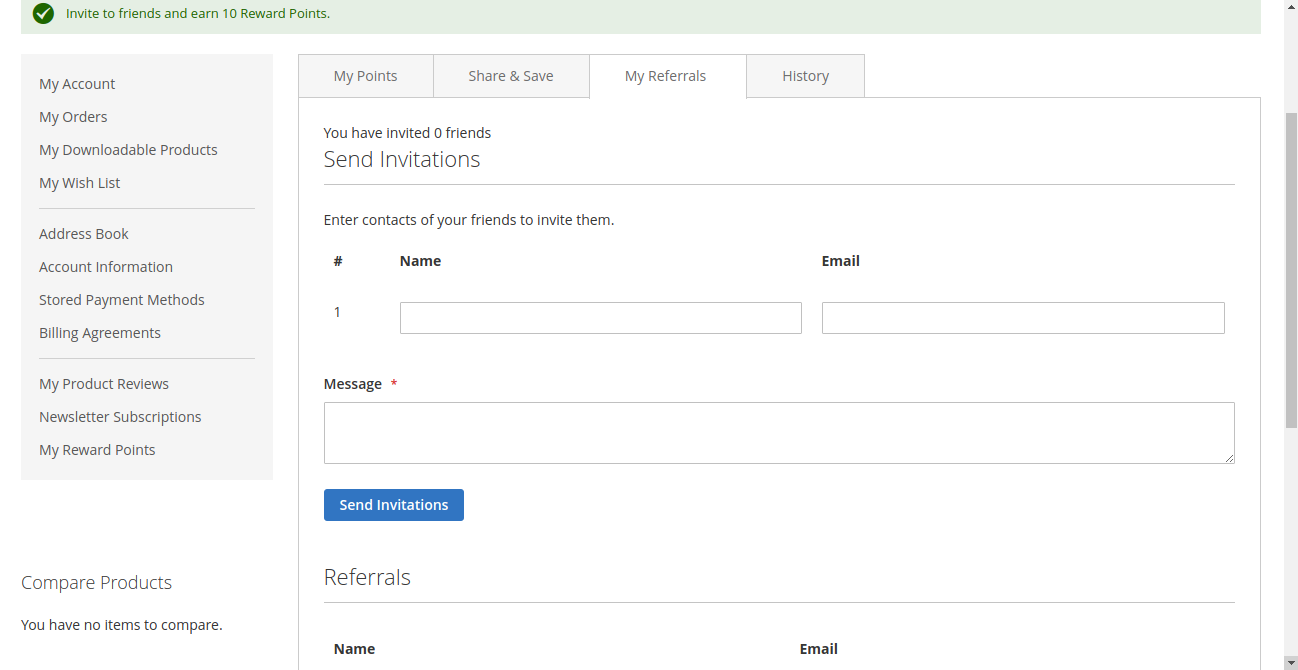 Invite to friends and earn 10 Reward Points.
My Account
My Orders
My Downloadable Products
My Wish List
Address Book
Account Information
Stored Payment Methods
Billing Agreements
My Product Reviews
Newsletter Subscriptions
My Reward Points
Compare Products
You have no items to compare.
My Points Share & Save My Referrals History
You have invited 0 friends
Send Invitations
Enter contacts of your friends to invite them.
# Name Email
1
Message *
Send Invitations
Referrals
Name Email